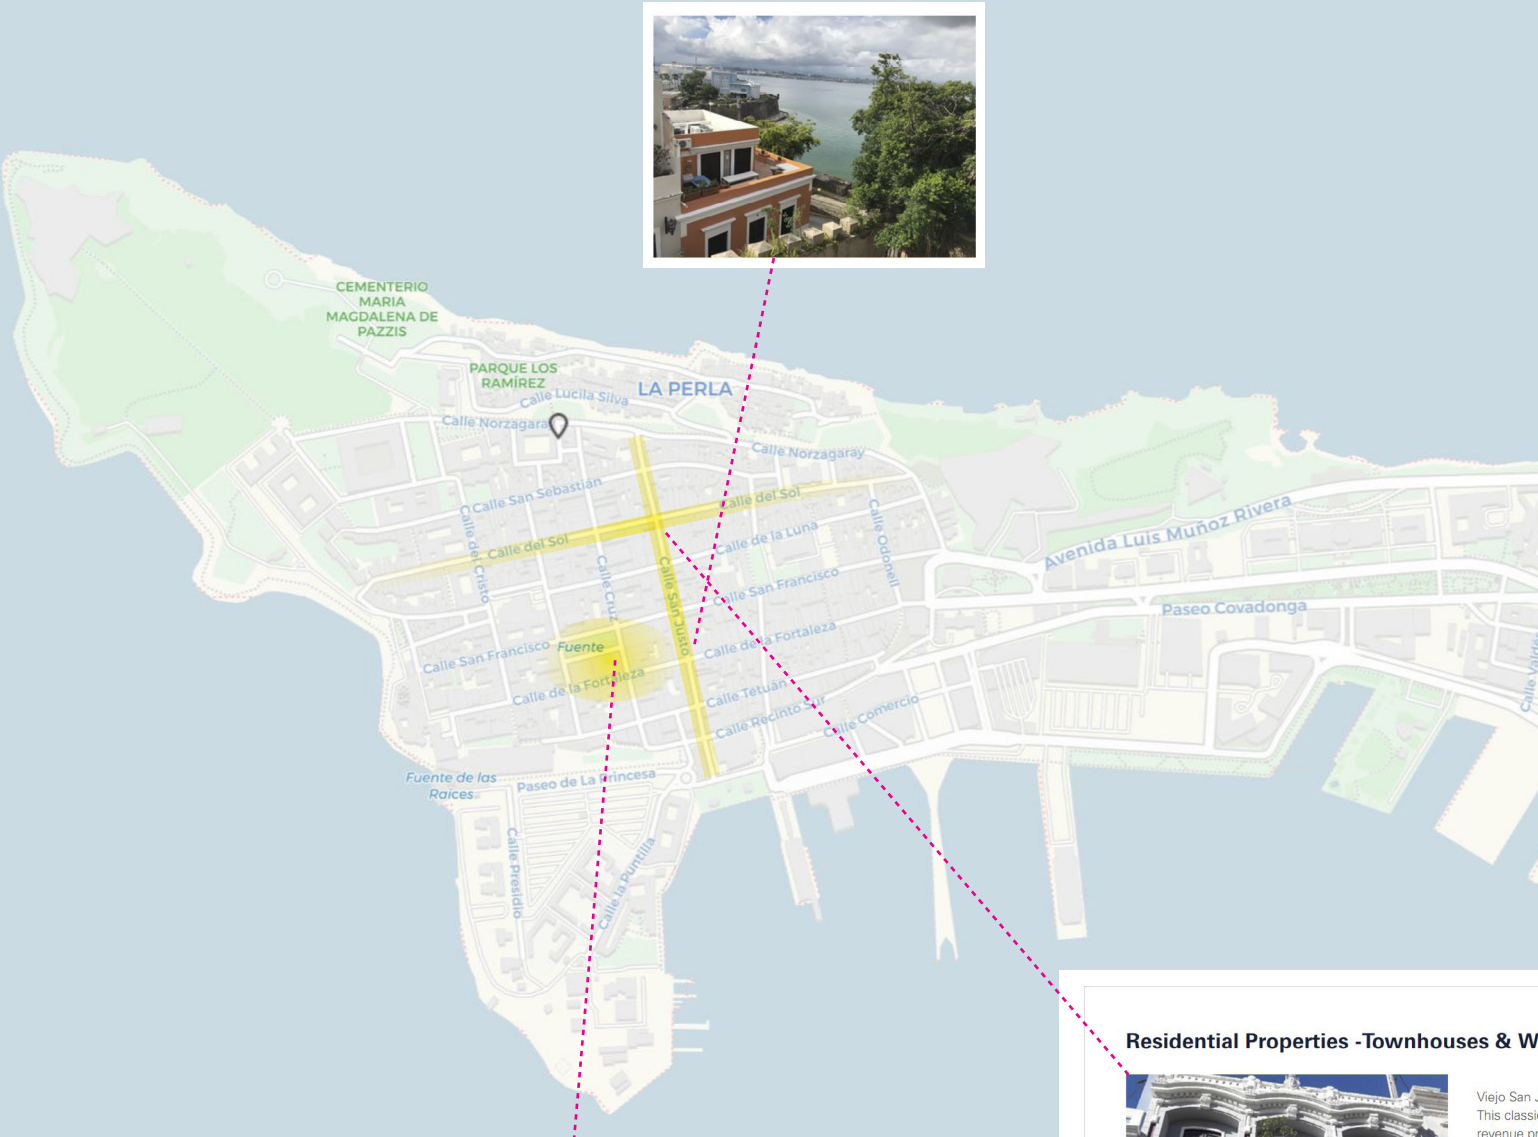 CEMENTERIO
MARIA
MAGDALENA DE
PAZZIS
PARQUE LOS
RAMÍREZ
Calle Lucila Silva
LA PERLA
Calle Norzagaray
Calle Norzagaray
Calle San Sebastián
Calle del Sol
Calle del Cristo
Calle del Sol
Calle Cruz
Calle San Justo
Calle de la Luna
Calle Odonell
Calle San Francisco
Avenida Luis Muñoz Rivera
Paseo Covadonga
Calle San Francisco
Fuente
Calle de la Fortaleza
Calle de la Fortaleza
Calle Tetuán
Calle Recinto Sur
Calle Comercio
Fuente de las
Raíces
Paseo de La Princesa
Calle Presidio
Calle la Puntilla
Calle Valde
Residential Properties -Townhouses & W
Viejo San J
This classi
revenue pr